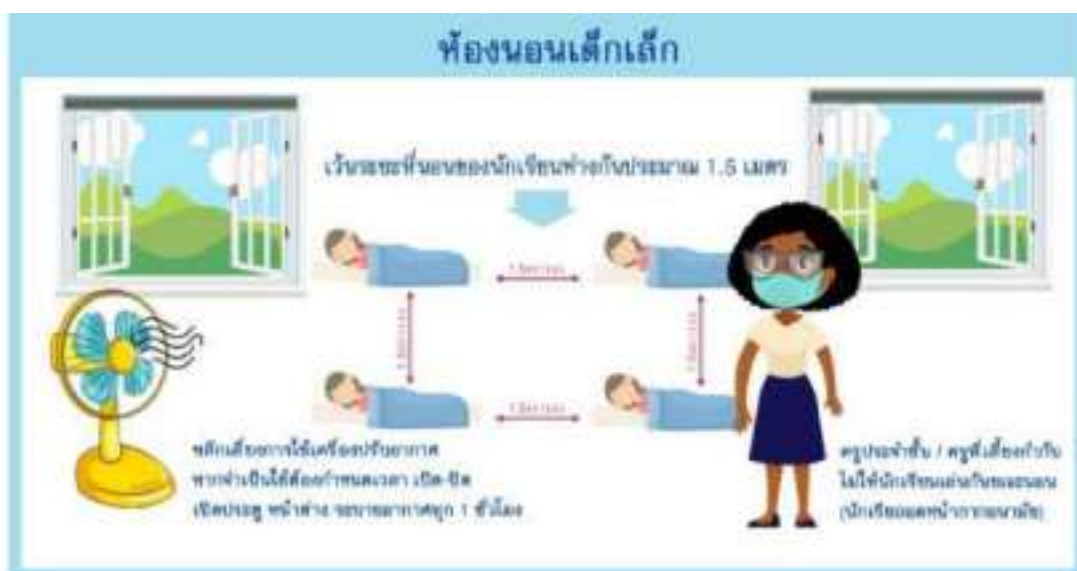 ห้องนอนเด็กเล็ก
เว้นระยะที่นอนของนักเรียนห่างกันประมาณ 1.5 เมตร
หลีกเลี่ยงการใช้เครื่องปรับอากาศ
หากจำเป็นใช้ต้องกำหนดเวลา เปิด-ปิด
เปิดประตู หน้าต่าง ระบายอากาศทุก 1 ชั่วโมง
ครูประจำชั้น / ครูพี่เลี้ยงกำกับ
ไม่ให้นักเรียนเล่นกันขณะนอน
(นักเรียนถอดหน้ากากอนามัย)